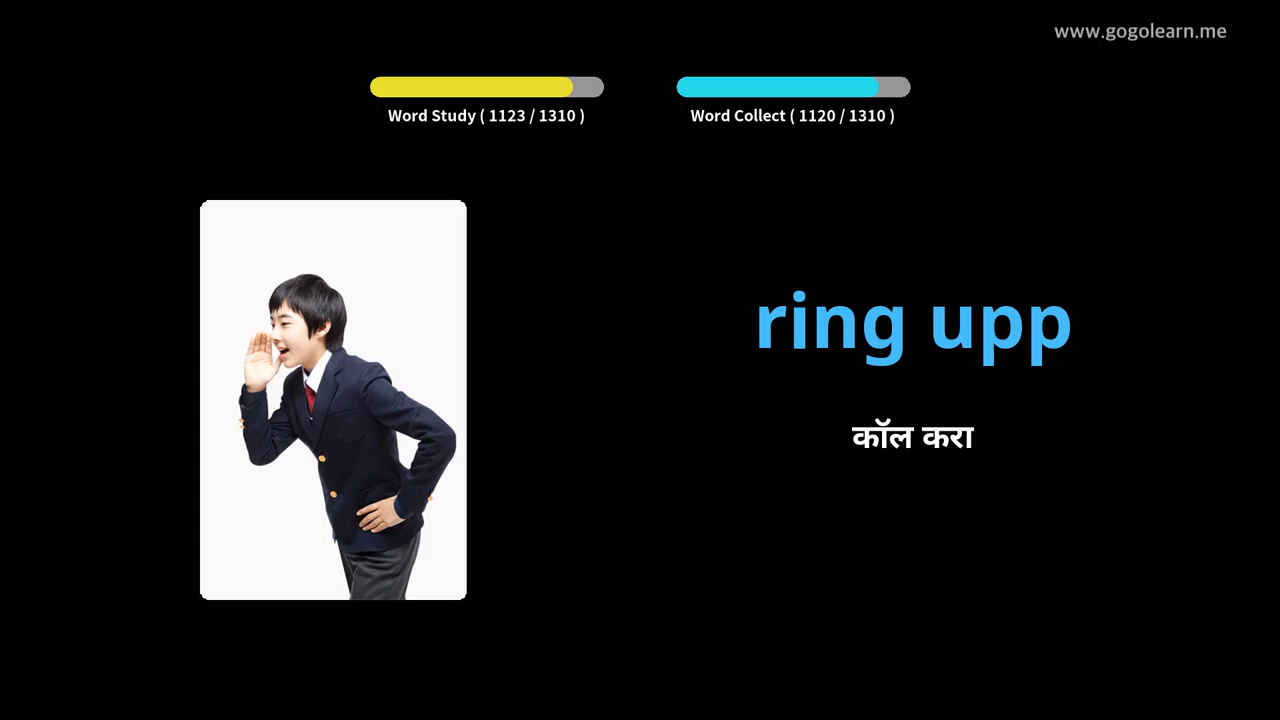 www.gogolearn.me
Word Study ( 1123 / 1310 )
Word Collect ( 1120 / 1310 )
ring upp
कॉल करा